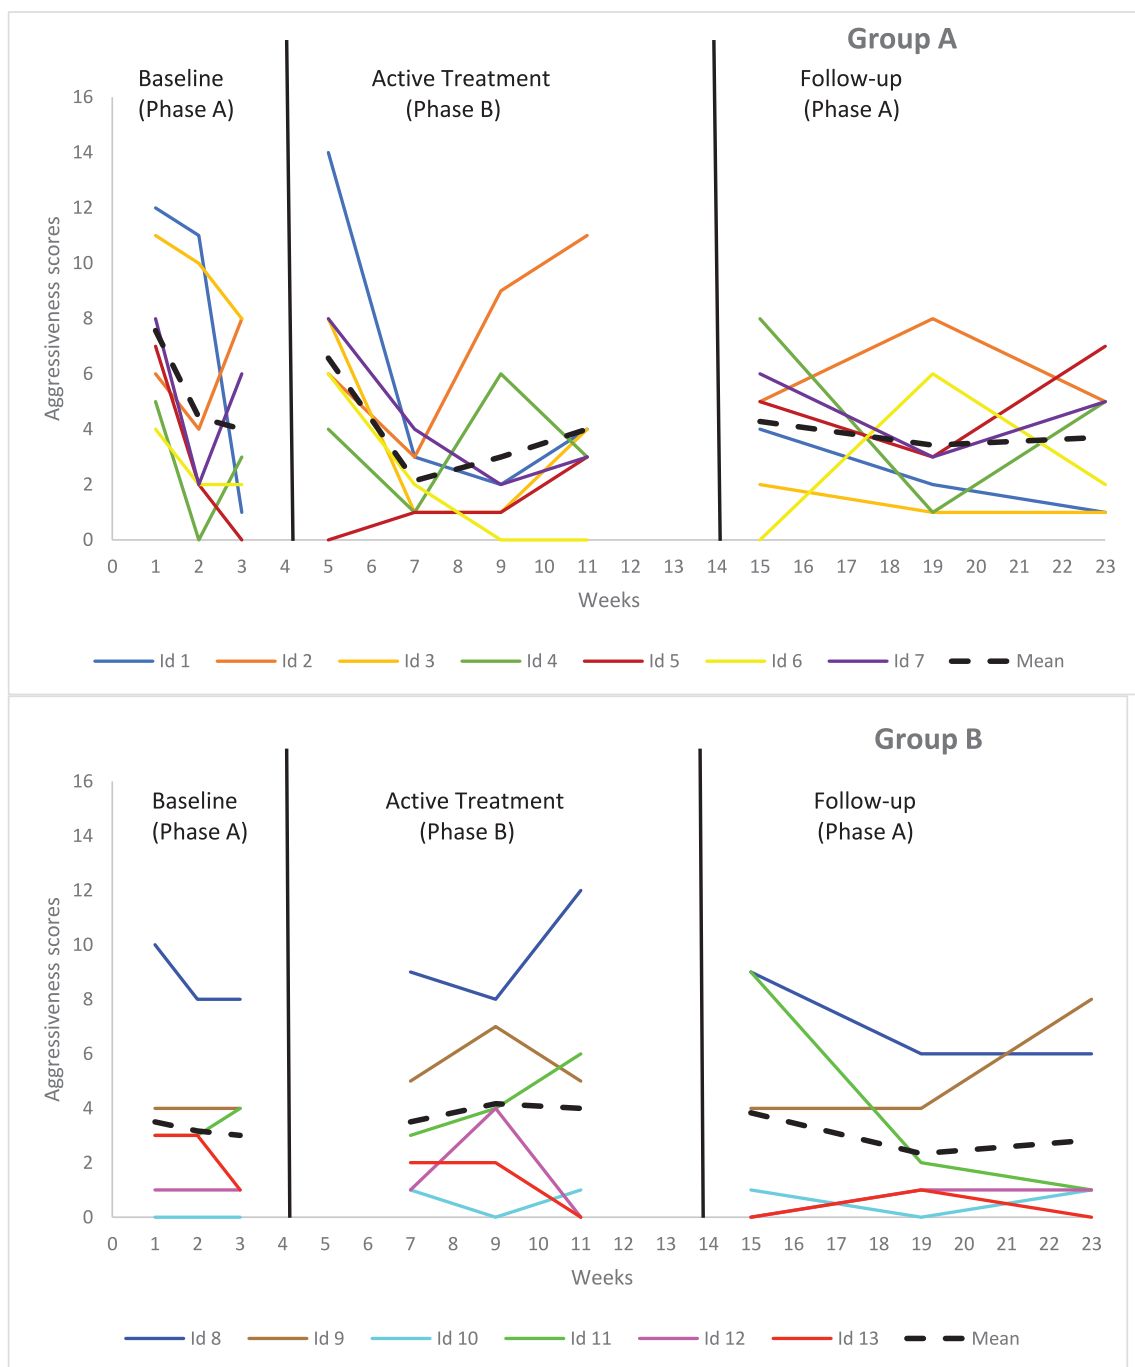 Group A
Baseline
(Phase A)
Active Treatment
(Phase B)
Follow-up
(Phase A)
16
14
12
10
8
6
4
2
0
Aggressiveness scores
0 1 2 3 4 5 6 7 8 9 10 11 12 13 14 15 16 17 18 19 20 21 22 23
Weeks
Id 1 Id 2 Id 3 Id 4 Id 5 Id 6 Id 7 Mean
Group B
Baseline
(Phase A)
Active Treatment
(Phase B)
Follow-up
(Phase A)
16
14
12
10
8
6
4
2
0
Aggressiveness scores
0 1 2 3 4 5 6 7 8 9 10 11 12 13 14 15 16 17 18 19 20 21 22 23
Weeks
Id 8 Id 9 Id 10 Id 11 Id 12 Id 13 Mean